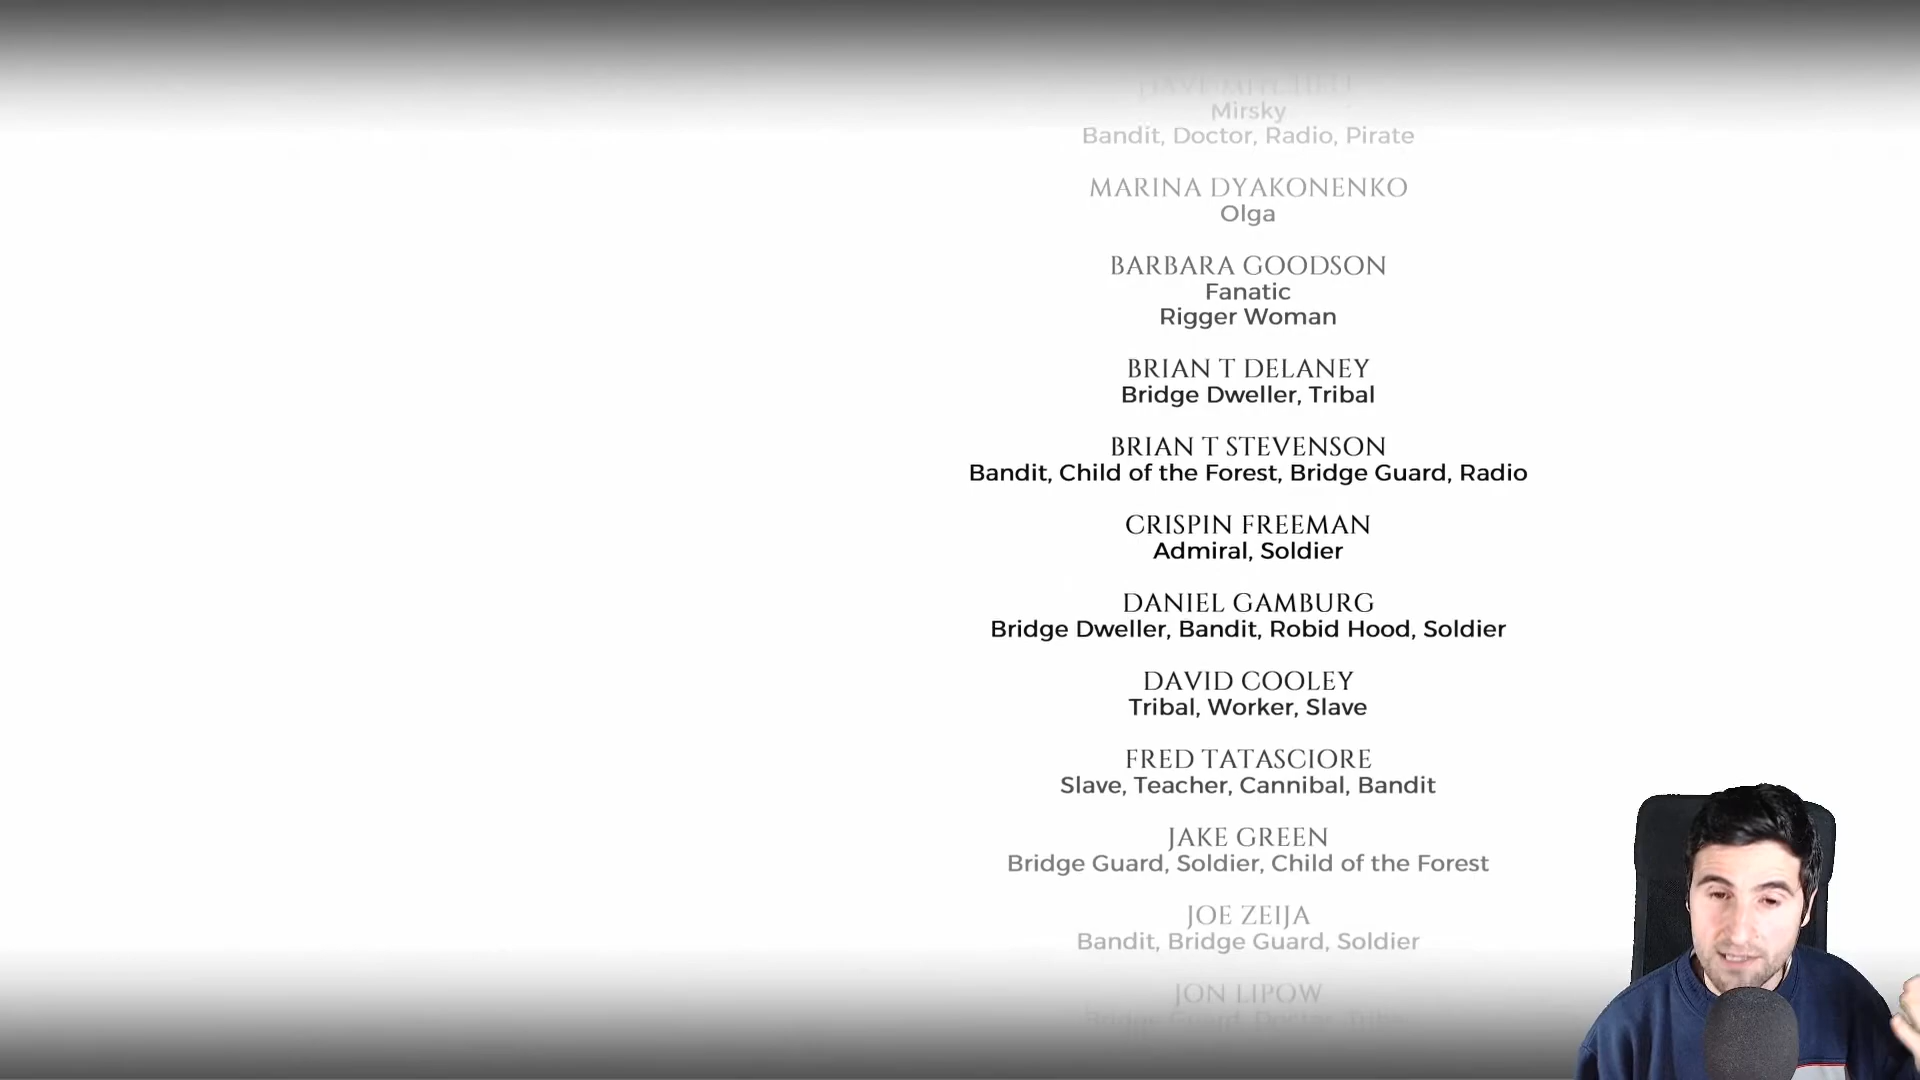 Mirsky
Bandit, Doctor, Radio, Pirate
MARINA DYAKONENKO
Olga
BARBARA GOODSON
Fanatic
Rigger Woman
BRIAN T DELANEY
Bridge Dweller, Tribal
BRIAN T STEVENSON
Bandit, Child of the Forest, Bridge Guard, Radio
CRISPIN FREEMAN
Admiral, Soldier
DANIEL GAMBURG
Bridge Dweller, Bandit, Robid Hood, Soldier
DAVID COOLEY
Tribal, Worker, Slave
FRED TATASCIORE
Slave, Teacher, Cannibal, Bandit
JAKE GREEN
Bridge Guard, Soldier, Child of the Forest
JOE ZEIJA
Bandit, Bridge Guard, Soldier
JON LIPOW
Bridge Guard, Doctor,